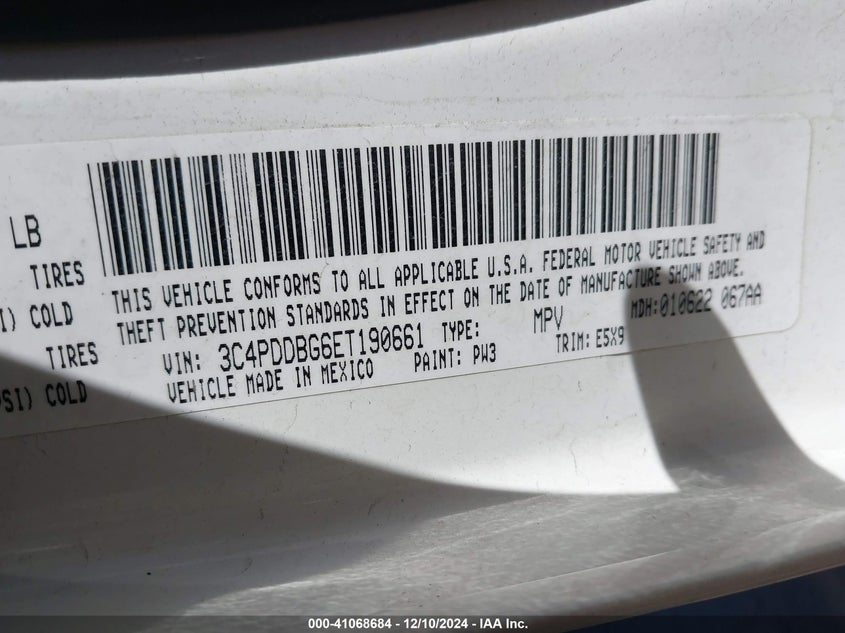 LB
TIRES
I) COLD
TIRES
PSI) COLD
THIS VEHICLE CONFORMS TO ALL APPLICABLE U.S.A. FEDERAL MOTOR VEHICLE SAFETY AND
THEFT PREVENTION STANDARDS IN EFFECT ON THE DATE OF MANUFACTURE SHOWN ABOVE.
VIN: 3C4PDDBG6ET190661 TYPE: MPV MDH:010622 067AA
VEHICLE MADE IN MEXICO PAINT: PW3 TRIM: E5X9
000-41068684 - 12/10/2024 - IAA Inc.